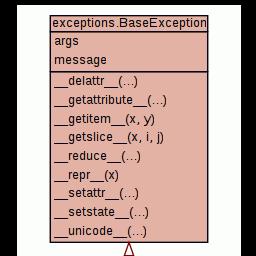 exceptions.BaseException
args
message
__delattr__(...)
__getattribute__(...)
__getitem__(x, y)
__getslice__(x, i, j)
__reduce__(...)
__repr__(x)
__setattr__(...)
__setstate__(...)
__unicode__(...)